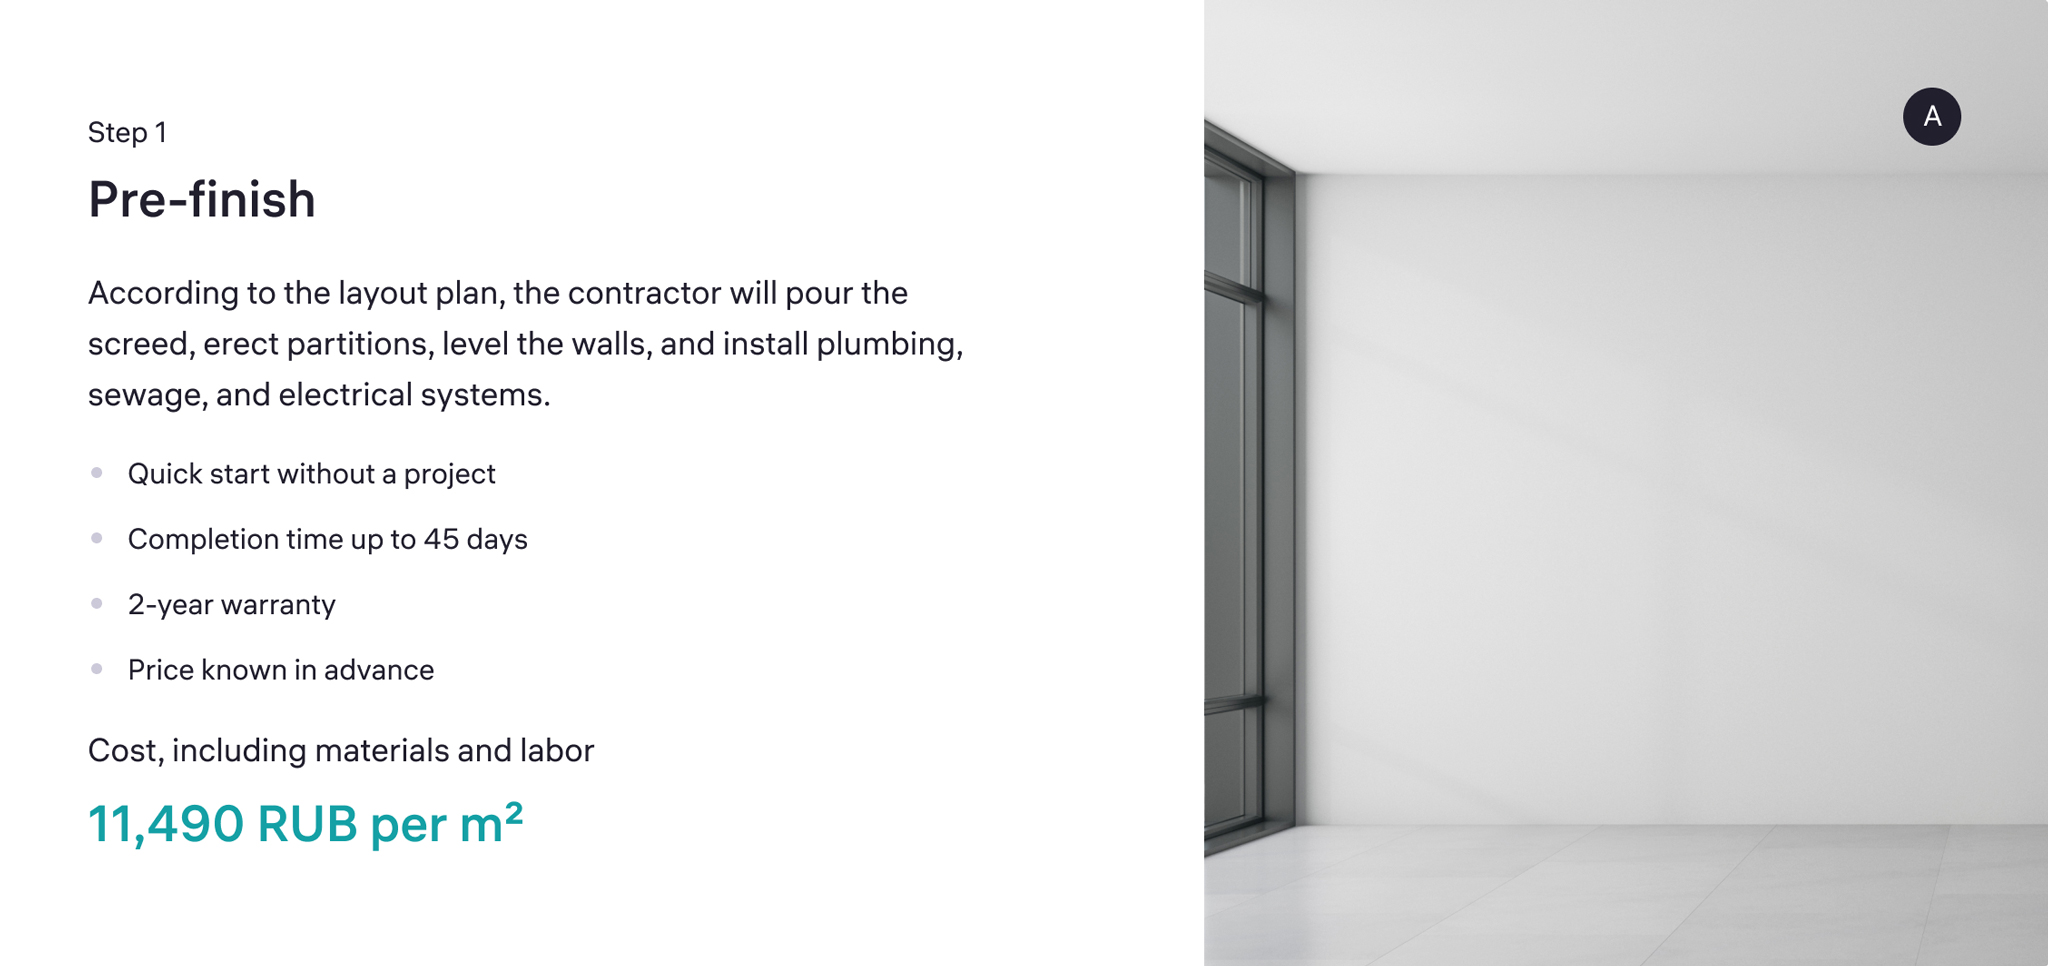 Step 1
Pre-finish
According to the layout plan, the contractor will pour the
screed, erect partitions, level the walls, and install plumbing,
sewage, and electrical systems.
Quick start without a project
Completion time up to 45 days
2-year warranty
Price known in advance
Cost, including materials and labor
11,490 RUB per m²
A